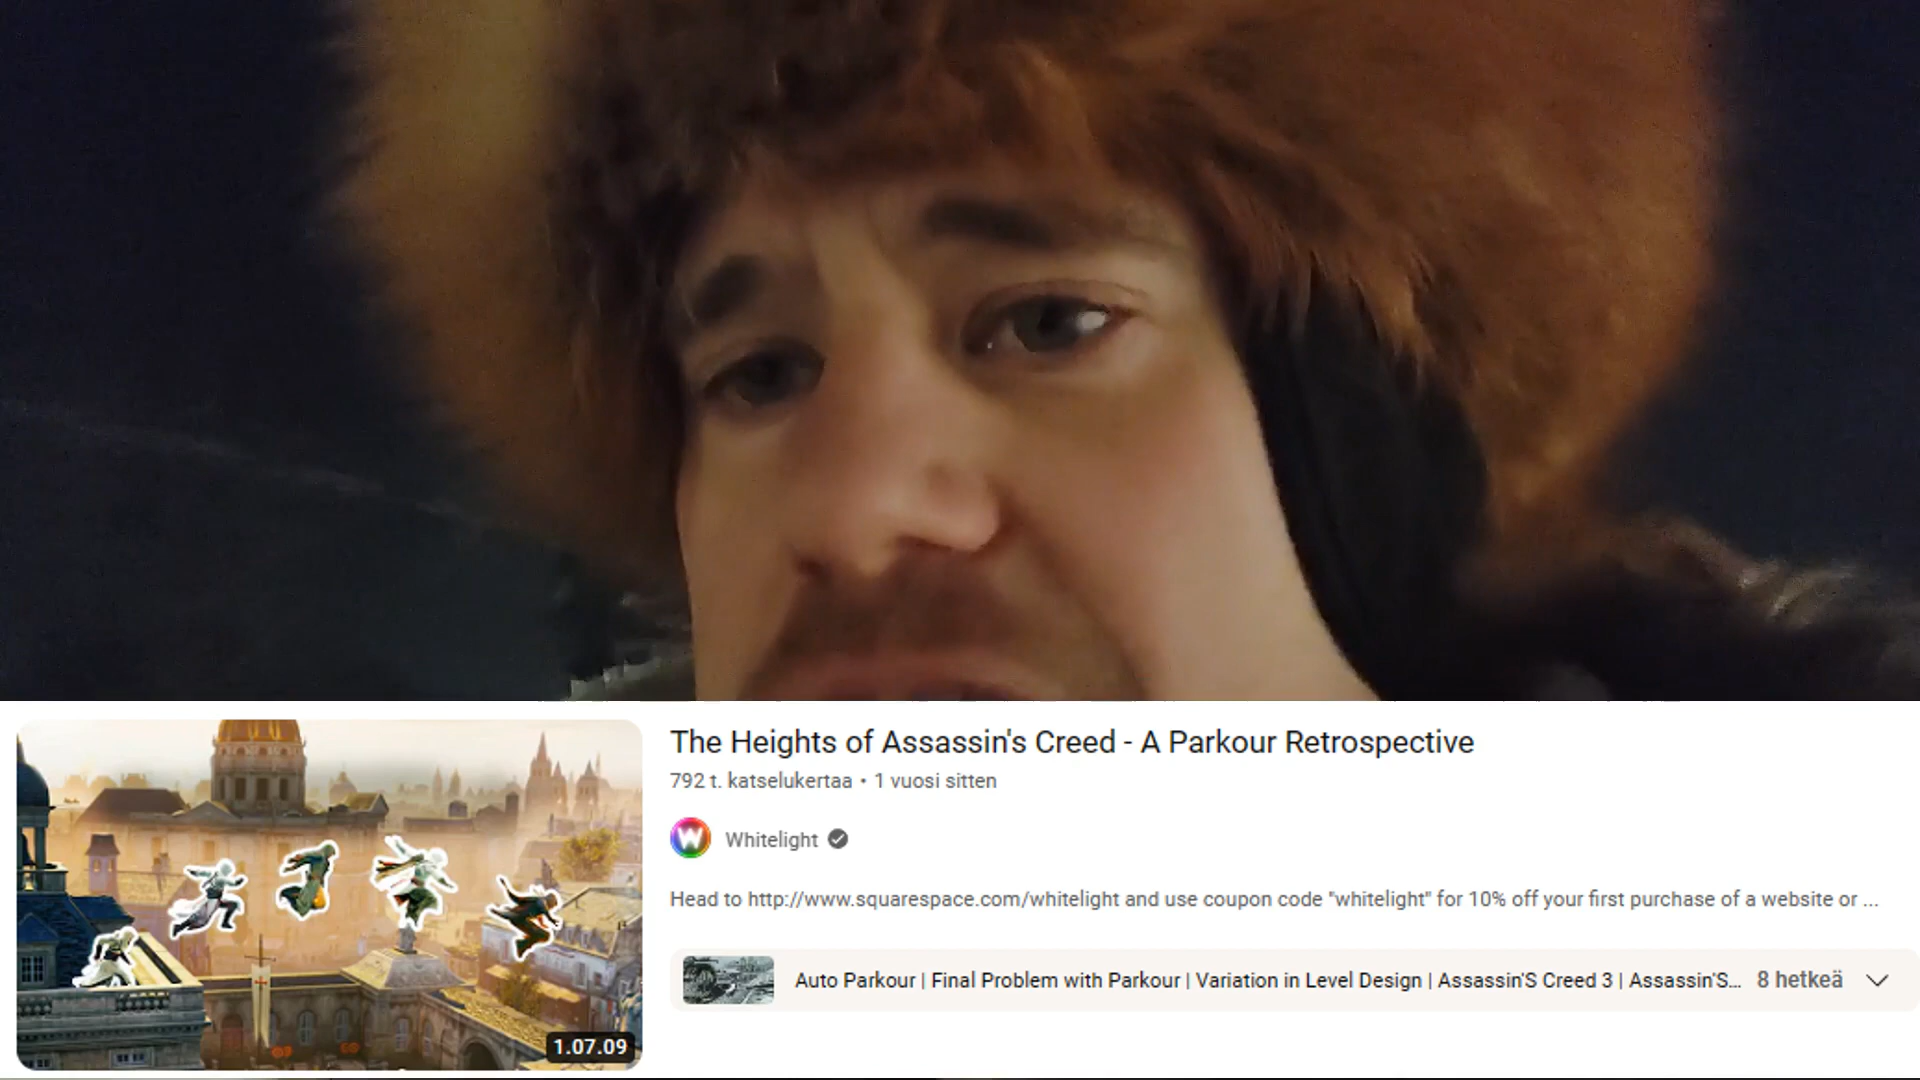 The Heights of Assassin's Creed - A Parkour Retrospective
792 t. katselukertaa • 1 vuosi sitten
W
Whitelight
Head to http://www.squarespace.com/whitelight and use coupon code "whitelight" for 10% off your first purchase of a website or ...
Auto Parkour | Final Problem with Parkour | Variation in Level Design | Assassin'S Creed 3 | Assassin'S... 8 hetkeä
1.07.09